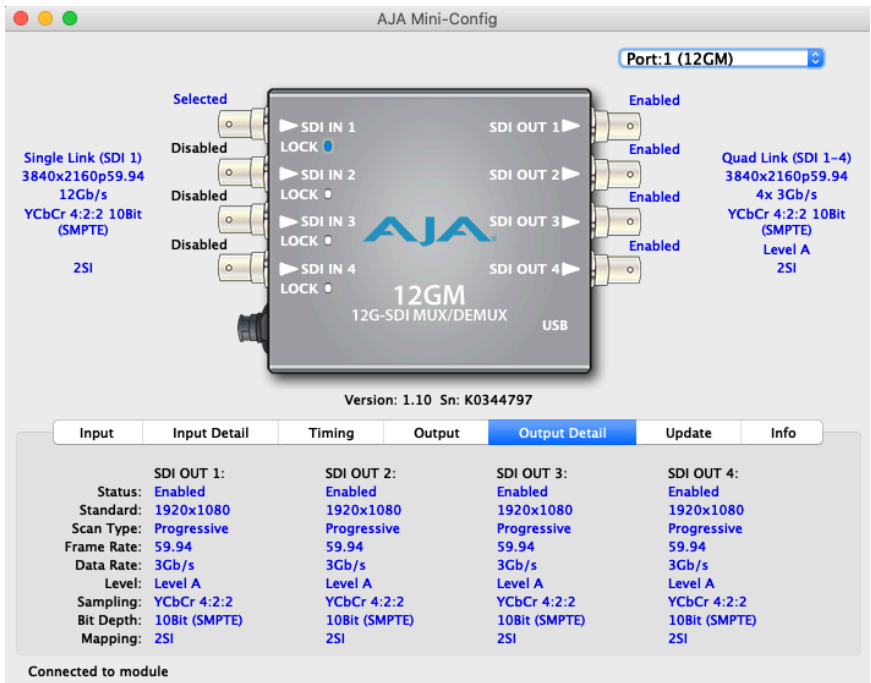 AJA Mini-Config
Port:1 (12GM)
Selected
Disabled
Disabled
Disabled
Single Link (SDI 1)
3840x2160p59.94
12Gb/s
YCbCr 4:2:2 10Bit
(SMPTE)
2SI
SDI IN 1
LOCK
SDI IN 2
LOCK
SDI IN 3
LOCK
SDI IN 4
LOCK
SDI OUT 1
SDI OUT 2
SDI OUT 3
SDI OUT 4
AJA
12GM
12G-SDI MUX/DEMUX
USB
Enabled
Enabled
Enabled
Enabled
Quad Link (SDI 1-4)
3840x2160p59.94
4x 3Gb/s
YCbCr 4:2:2 10Bit
(SMPTE)
Level A
2SI
Version: 1.10 Sn: K0344797
Input Input Detail Timing Output Output Detail Update Info
SDI OUT 1: SDI OUT 2: SDI OUT 3: SDI OUT 4:
Status: Enabled Enabled Enabled Enabled
Standard: 1920x1080 1920x1080 1920x1080 1920x1080
Scan Type: Progressive Progressive Progressive Progressive
Frame Rate: 59.94 59.94 59.94 59.94
Data Rate: 3Gb/s 3Gb/s 3Gb/s 3Gb/s
Level: Level A Level A Level A Level A
Sampling: YCbCr 4:2:2 YCbCr 4:2:2 YCbCr 4:2:2 YCbCr 4:2:2
Bit Depth: 10Bit (SMPTE) 10Bit (SMPTE) 10Bit (SMPTE) 10Bit (SMPTE)
Mapping: 2SI 2SI 2SI 2SI
Connected to module